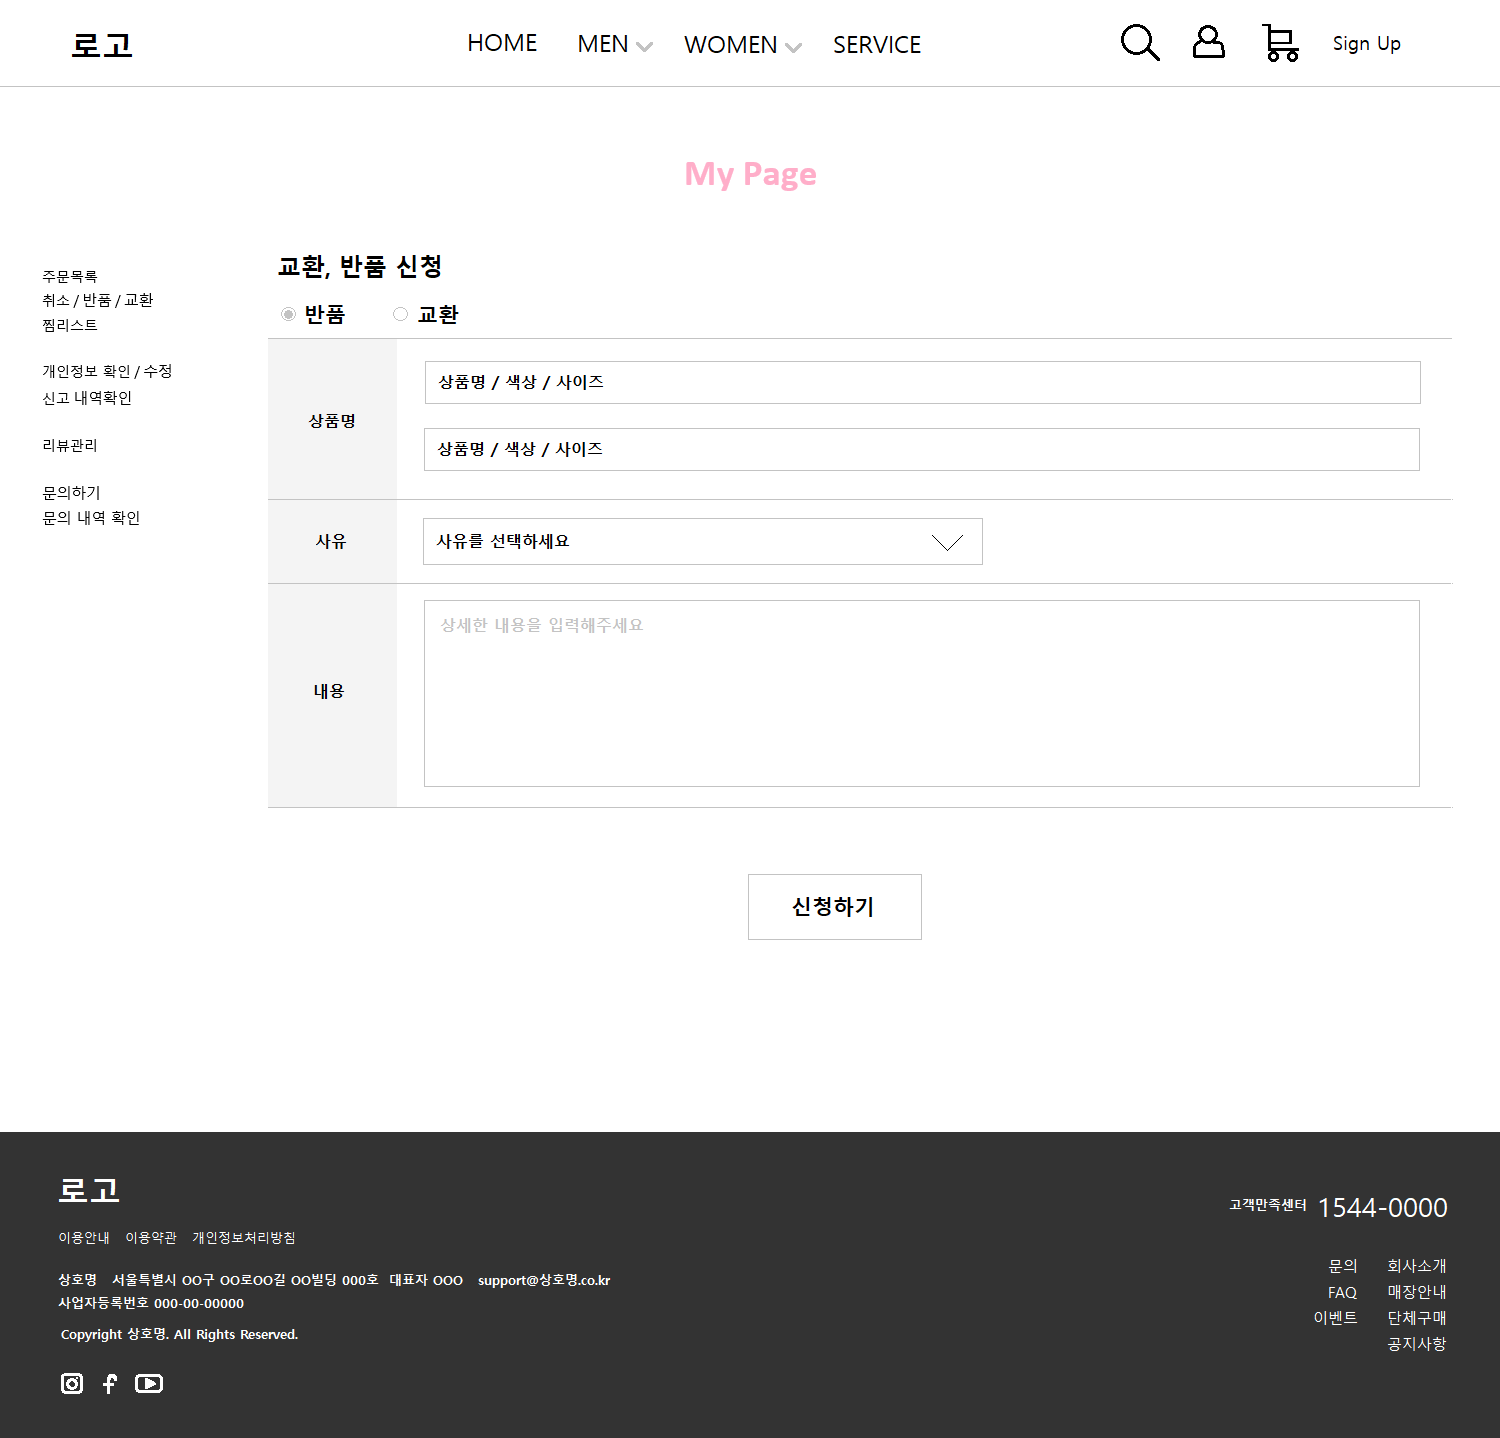 로고
HOME MEN WOMEN SERVICE
Sign Up
My Page
주문목록
취소 / 반품 / 교환
찜리스트
개인정보 확인 / 수정
신고 내역확인
리뷰관리
문의하기
문의 내역 확인
교환, 반품 신청
반품 교환
상품명
상품명 / 색상 / 사이즈
상품명 / 색상 / 사이즈
사유
사유를 선택하세요
내용
상세한 내용을 입력해주세요
신청하기
로고
이용안내 이용약관 개인정보처리방침
상호명 서울특별시 OO구 OO로OO길 OO빌딩 000호 대표자 OOO support@상호명.co.kr
사업자등록번호 000-00-00000
Copyright 상호명. All Rights Reserved.
고객만족센터 1544-0000
문의 회사소개
FAQ 매장안내
이벤트 단체구매
공지사항